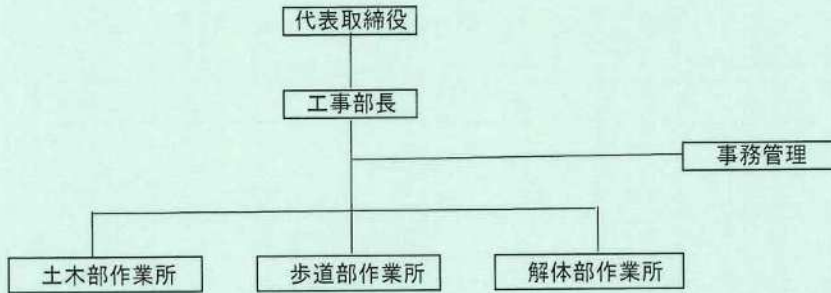 代表取締役
工事部長
事務管理
土木部作業所
歩道部作業所
解体部作業所